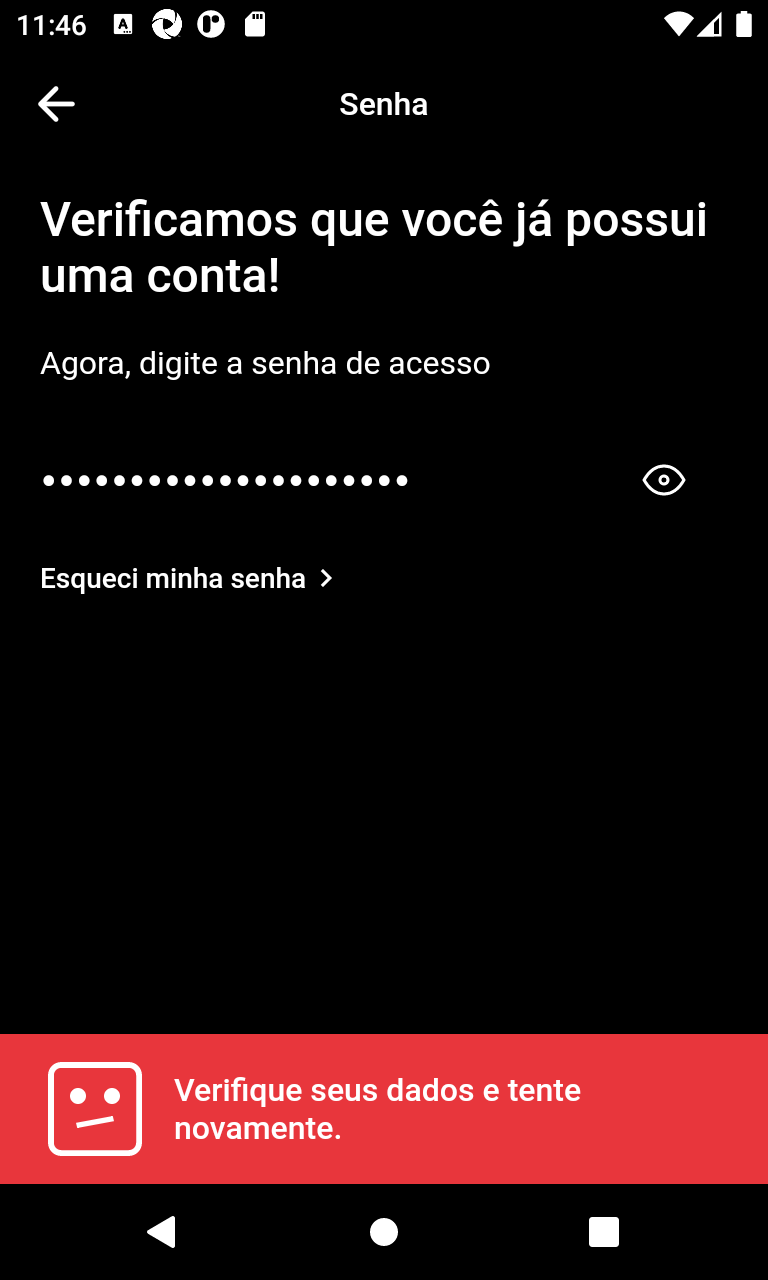 11:46
Senha
Verificamos que você já possui
uma conta!
Agora, digite a senha de acesso
•••••••••••••••••••••
Esqueci minha senha
Verifique seus dados e tente
novamente.